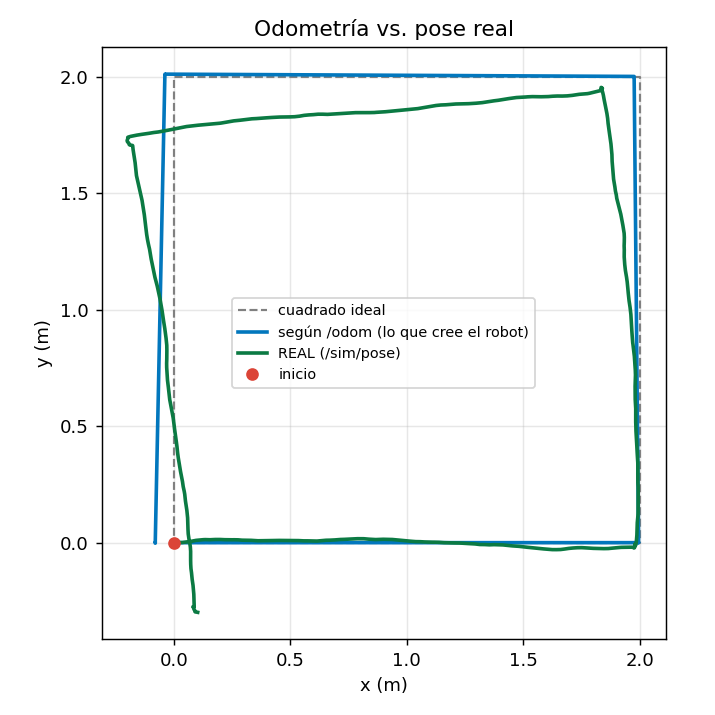 Odometría vs. pose real
2.0
1.5
1.0
0.5
0.0
y (m)
cuadrado ideal
según /odom (lo que cree el robot)
REAL (/sim/pose)
inicio
0.0 0.5 1.0 1.5 2.0
x (m)